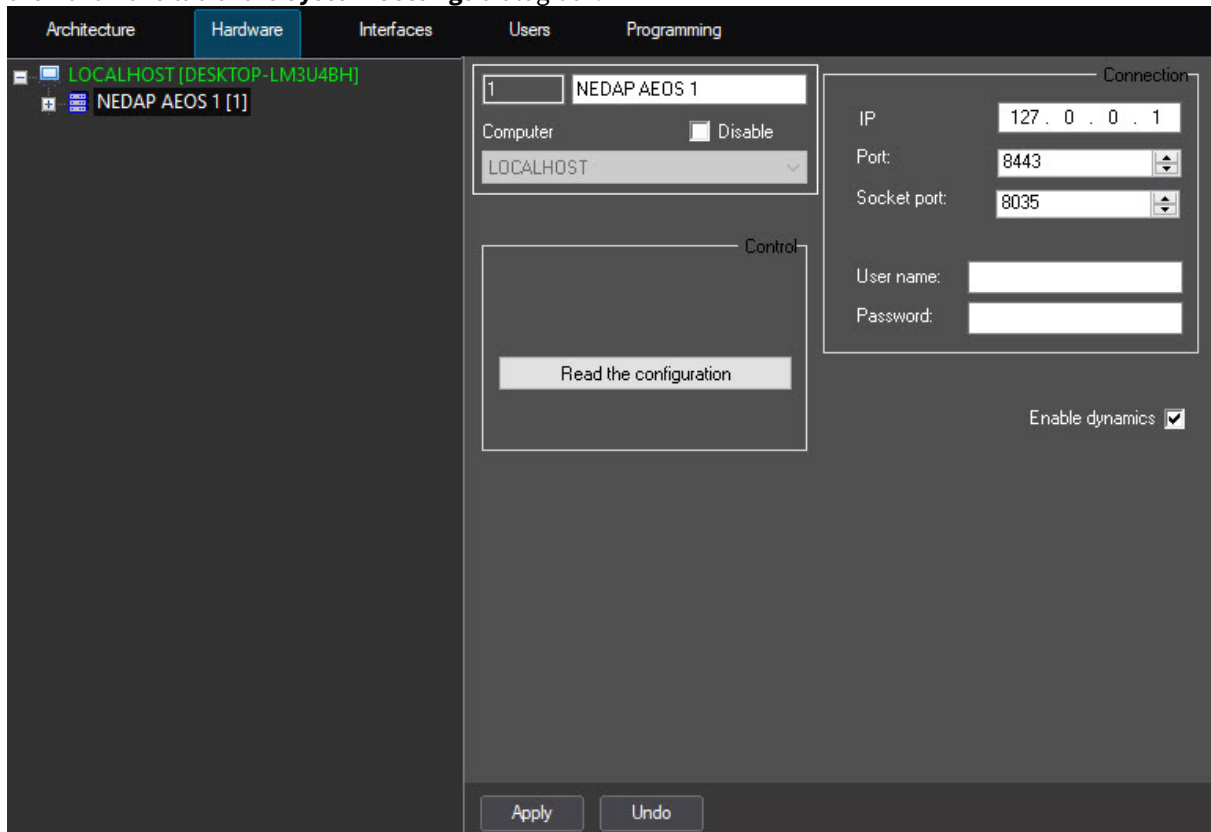 Architecture Hardware Interfaces Users Programming
LOCALHOST [DESKTOP-LM3U4BH]
NEDAP AEOS 1 [1]
1 NEDAP AEOS 1
Computer Disable
LOCALHOST
Control
Read the configuration
Connection
IP 127 . 0 . 0 . 1
Port: 8443
Socket port: 8035
User name:
Password:
Enable dynamics
Apply Undo